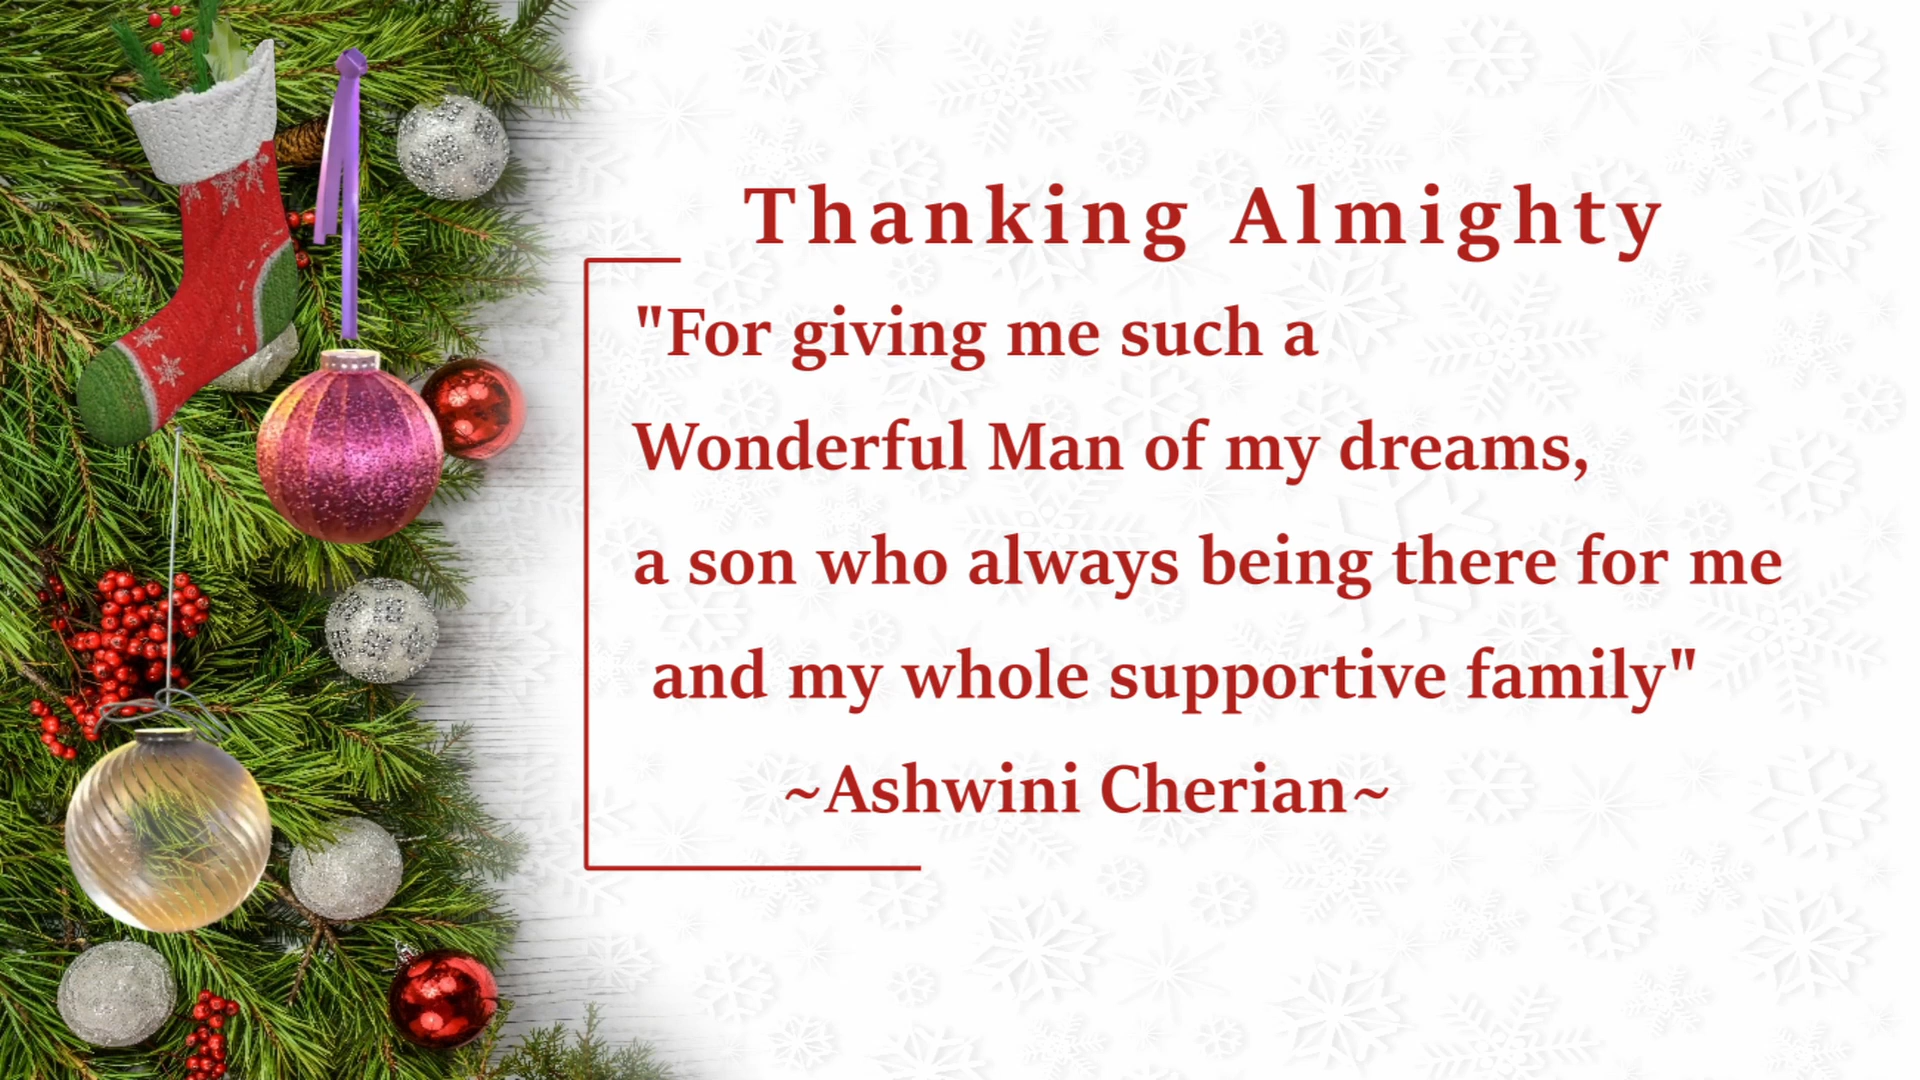 Thanking Almighty
"For giving me such a
Wonderful Man of my dreams,
a son who always being there for me
and my whole supportive family"
~Ashwini Cherian~